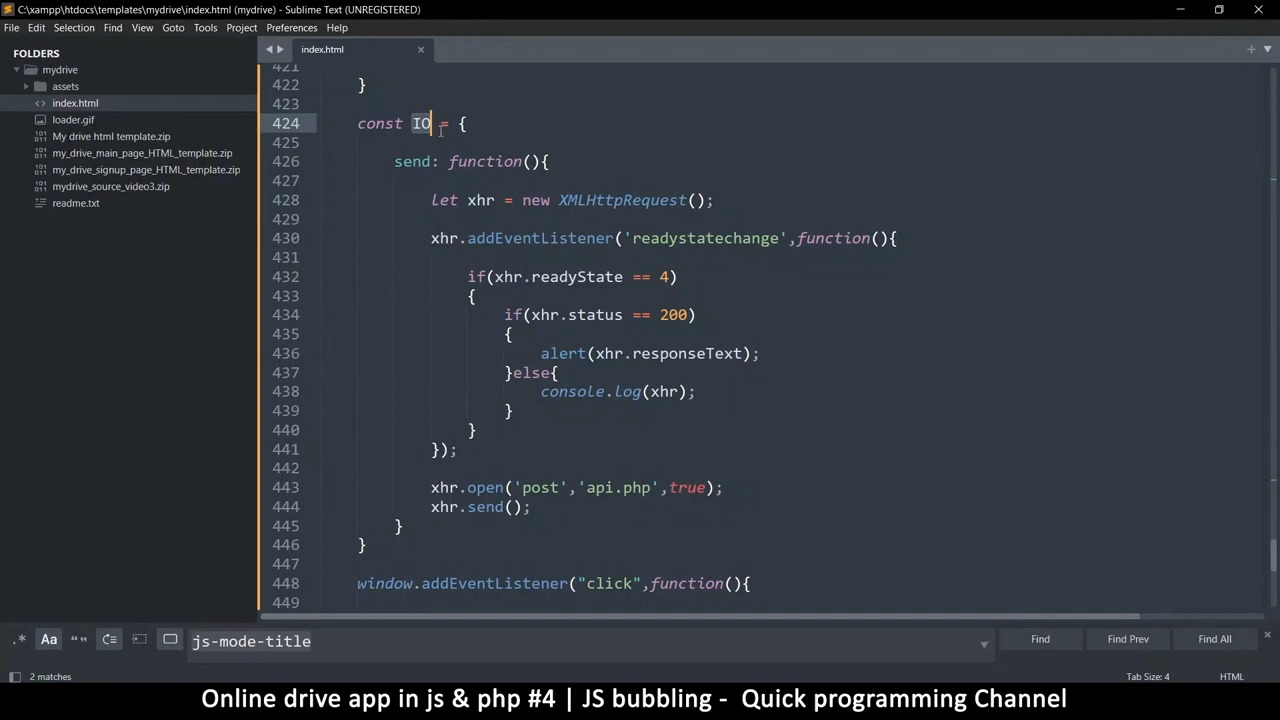 C:\xampp\htdocs\templates\mydrive\index.html (mydrive) - Sublime Text (UNREGISTERED)
File Edit Selection Find View Goto Tools Project Preferences Help
FOLDERS
mydrive
assets
index.html
loader.gif
My drive html template.zip
my_drive_main_page_HTML_template.zip
my_drive_signup_page_HTML_template.zip
mydrive_source_video3.zip
readme.txt
index.html
421
422 }
423
424 const IO = {
425
426 send: function(){
427
428 let xhr = new XMLHttpRequest();
429
430 xhr.addEventListener('readystatechange',function(){
431
432 if(xhr.readyState == 4)
433 {
434 if(xhr.status == 200)
435 {
436 alert(xhr.responseText);
437 }else{
438 console.log(xhr);
439 }
440 }
441 });
442
443 xhr.open('post','api.php',true);
444 xhr.send();
445 }
446 }
447
448 window.addEventListener("click",function(){
449
.* Aa “” js-mode-title Find Find Prev Find All
2 matches Tab Size: 4 HTML
Online drive app in js & php #4 | JS bubbling - Quick programming Channel